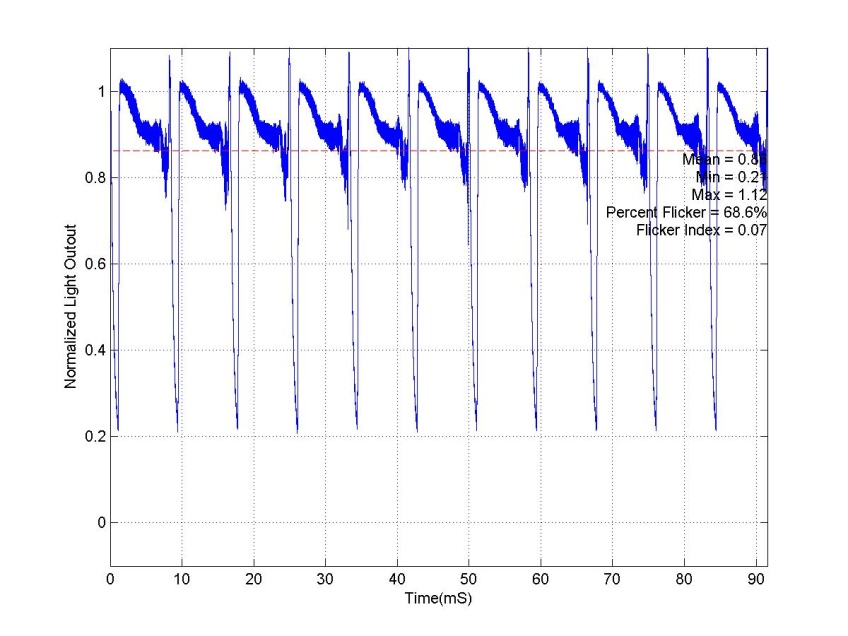 1
0.8
0.6
0.4
0.2
0
Normalized Light Outout
Mean = 0.86
Min = 0.21
Max = 1.12
Percent Flicker = 68.6%
Flicker Index = 0.07
0 10 20 30 40 50 60 70 80 90
Time(mS)